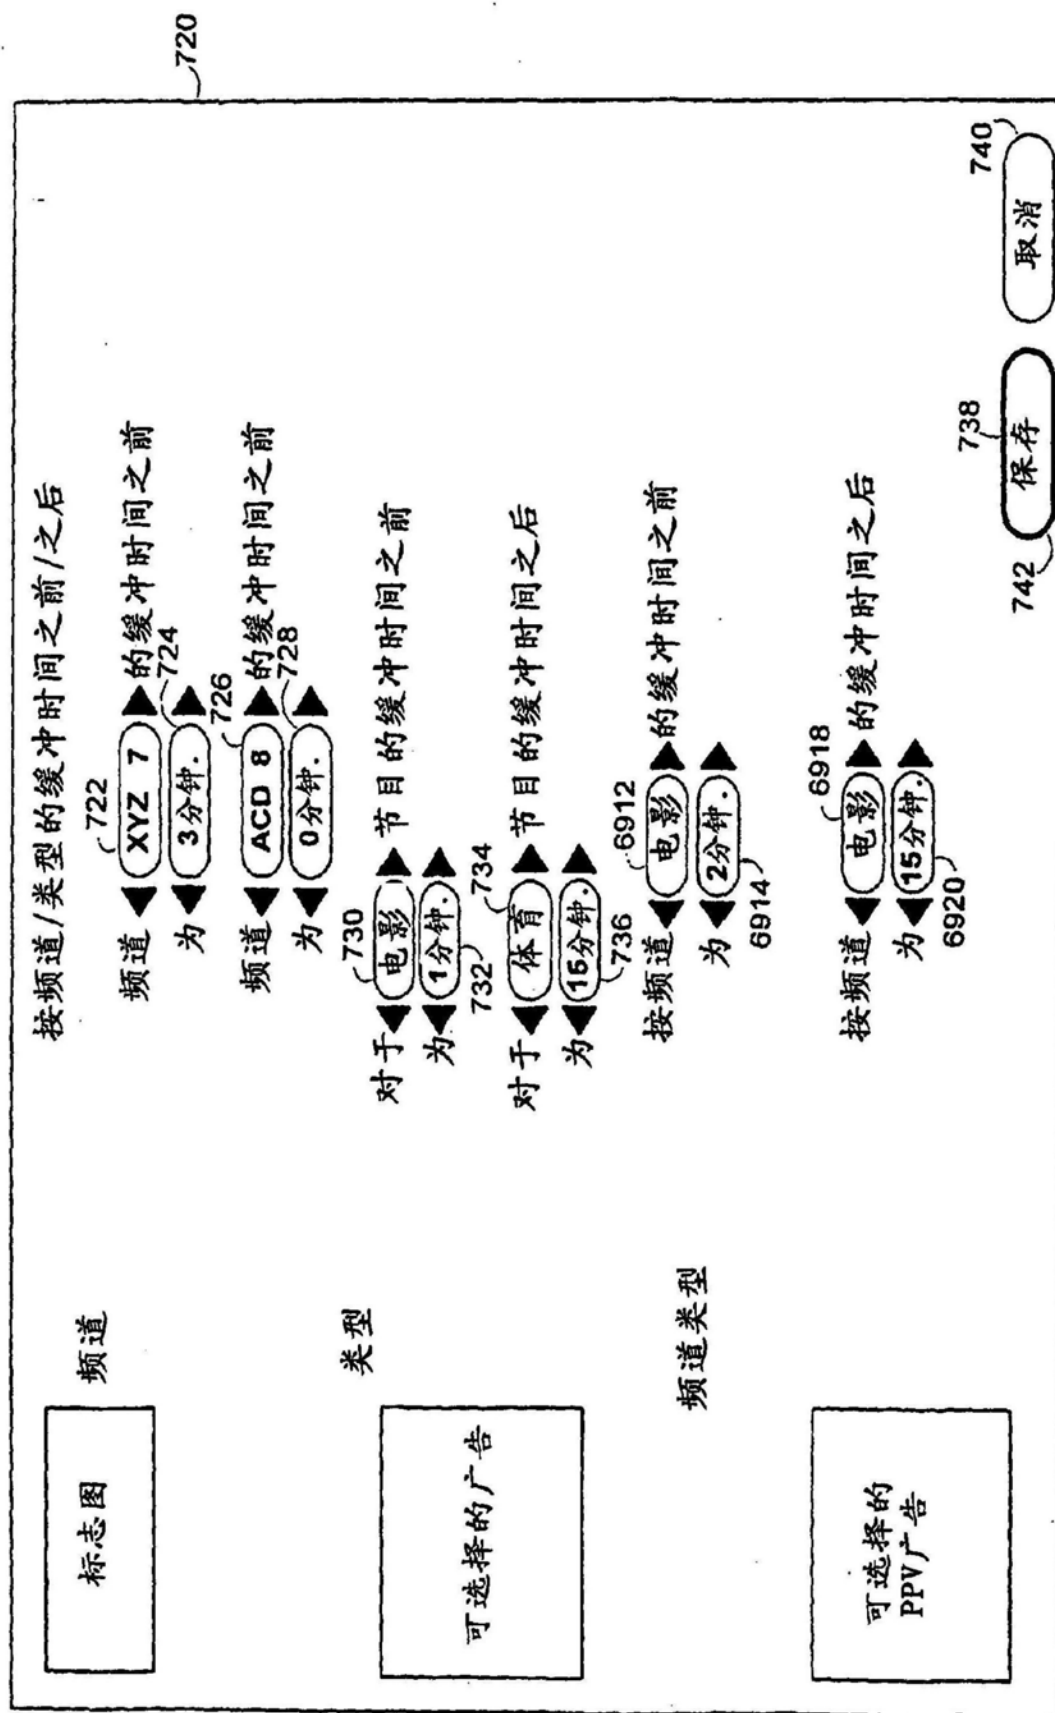 720
按频道/类型的缓冲时间之前/之后
标志图
频道
722
频道 XYZ 7 的缓冲时间之前
724
为 3分钟.
726
频道 ACD 8 的缓冲时间之前
728
为 0分钟.
类型
可选择的广告
730
对于 电影 节目的缓冲时间之前
为 1分钟.
732
734
对于 体育 节目的缓冲时间之后
为 15分钟.
736
频道类型
6912
按频道 电影 的缓冲时间之前
为 2分钟.
6914
可选择的
PPV广告
6918
按频道 电影 的缓冲时间之后
为 15分钟.
6920
738
740
保存
取消
742